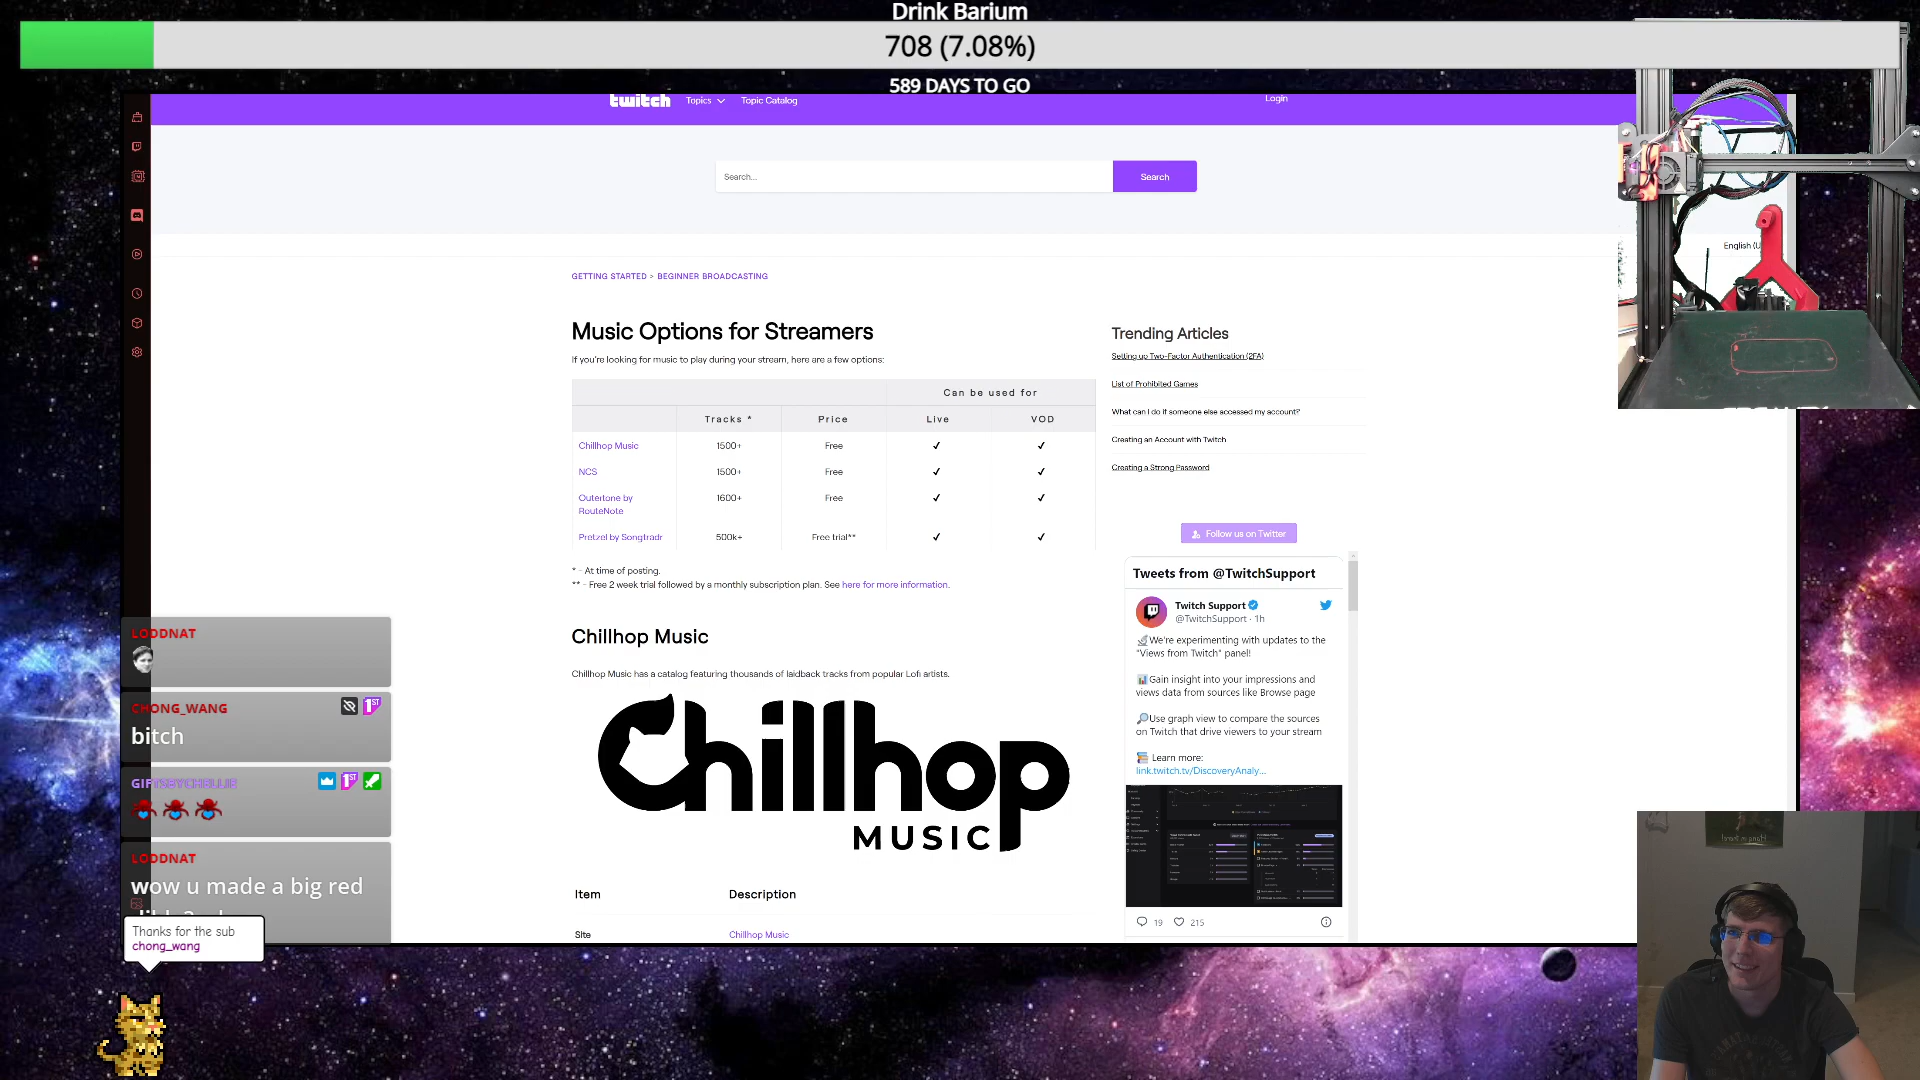 Drink Barium
708 (7.08%)
589 DAYS TO GO
twitch
Topics
Topic Catalog
Login
Search...
Search
English (U
GETTING STARTED > BEGINNER BROADCASTING
Music Options for Streamers
If you're looking for music to play during your stream, here are a few options:
Can be used for
Tracks * Price Live VOD
Chillhop Music 1500+ Free ✓ ✓
NCS 1500+ Free ✓ ✓
Outertone by RouteNote 1600+ Free ✓ ✓
Pretzel by Songtradr 500k+ Free trial** ✓ ✓
* - At time of posting.
** - Free 2 week trial followed by a monthly subscription plan. See here for more information.
Chillhop Music
Chillhop Music has a catalog featuring thousands of laidback tracks from popular Lofi artists.
Chillhop
MUSIC
Item Description
Site Chillhop Music
Trending Articles
Setting up Two-Factor Authentication (2FA)
List of Prohibited Games
What can I do if someone else accessed my account?
Creating an Account with Twitch
Creating a Strong Password
Follow us on Twitter
Tweets from @TwitchSupport
Twitch Support
@TwitchSupport · 1h
We're experimenting with updates to the
"Views from Twitch" panel!
Gain insight into your impressions and
views data from sources like Browse page
Use graph view to compare the sources
on Twitch that drive viewers to your stream
Learn more:
link.twitch.tv/DiscoveryAnaly...
19 215
LODDNAT
CHONG_WANG
1ST
bitch
GIFTSBYCHELLIE
1ST
LODDNAT
wow u made a big red
Thanks for the sub
chong_wang